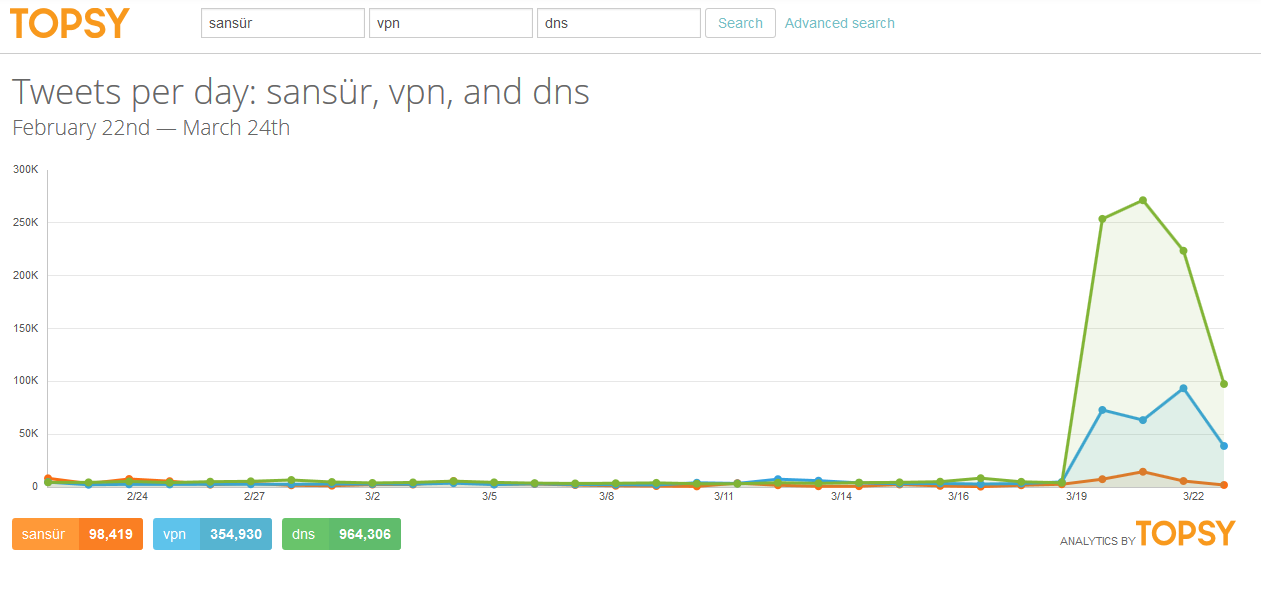 TOPSY sansür vpn dns Search Advanced search
Tweets per day: sansür, vpn, and dns
February 22nd — March 24th
300K
250K
200K
150K
100K
50K
0
2/24 2/27 3/2 3/5 3/8 3/11 3/14 3/16 3/19 3/22
sansür 98,419 vpn 354,930 dns 964,306
ANALYTICS BY TOPSY